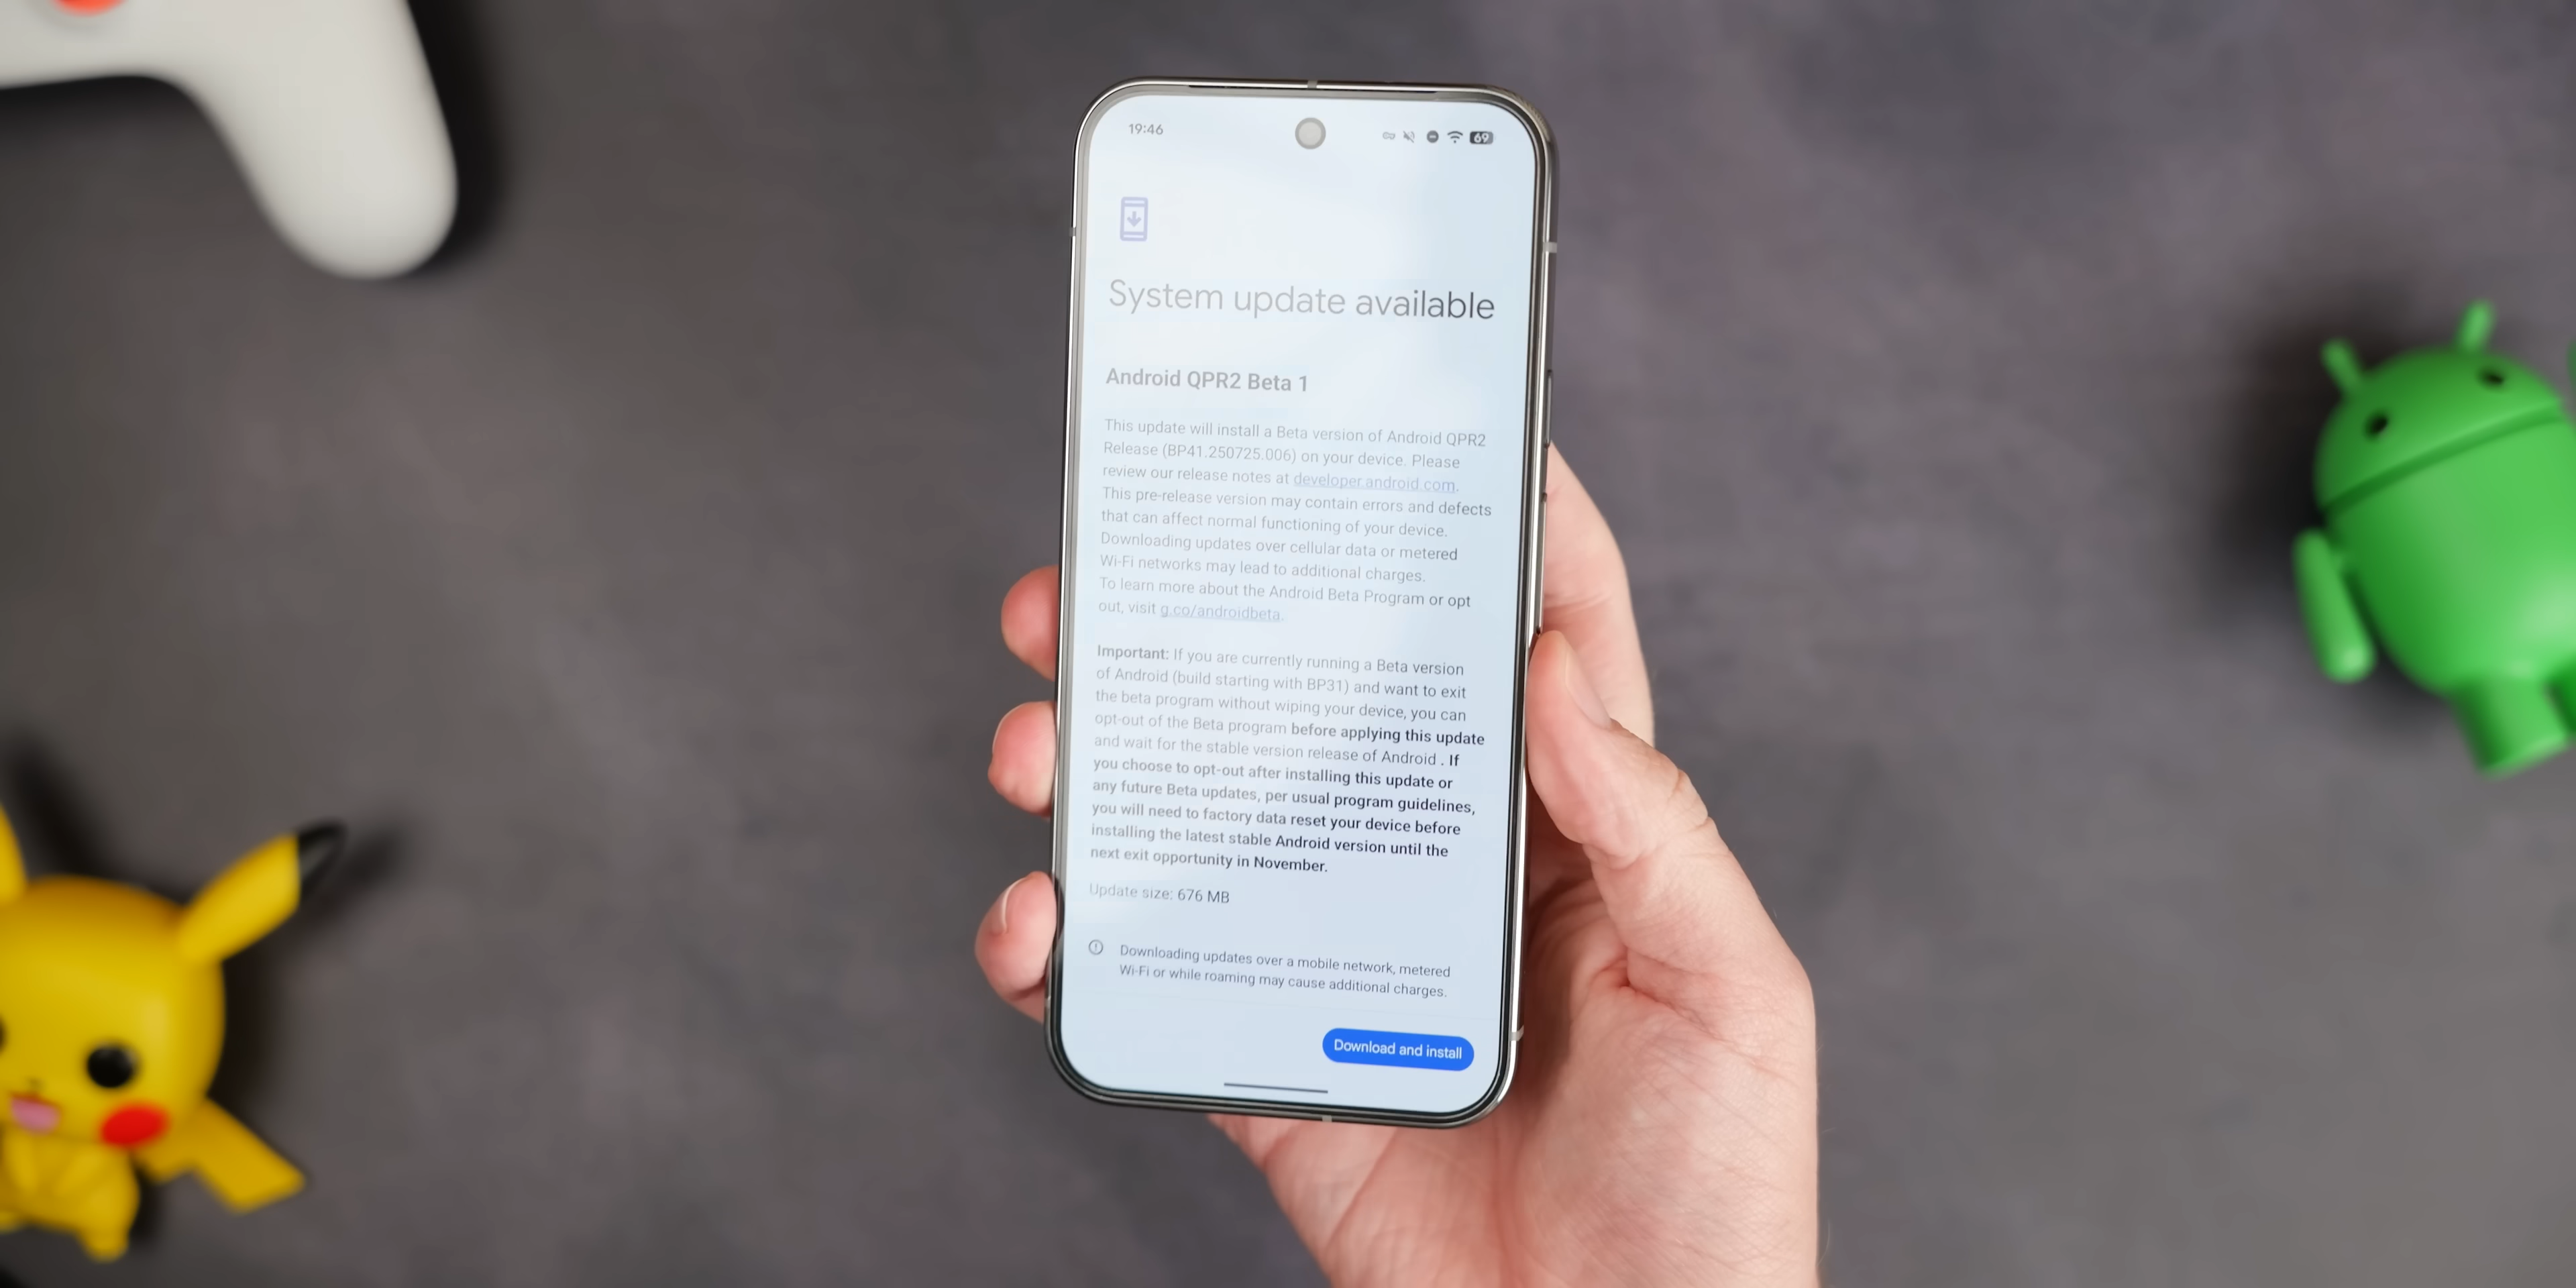 19:46
69
System update available
Android QPR2 Beta 1
This update will install a Beta version of Android QPR2
Release (BP41.250725.006) on your device. Please
review our release notes at developer.android.com.
This pre-release version may contain errors and defects
that can affect normal functioning of your device.
Downloading updates over cellular data or metered
Wi-Fi networks may lead to additional charges.
To learn more about the Android Beta Program or opt
out, visit g.co/androidbeta.
Important: If you are currently running a Beta version
of Android (build starting with BP31) and want to exit
the beta program without wiping your device, you can
opt-out of the Beta program before applying this update
and wait for the stable version release of Android . If
you choose to opt-out after installing this update or
any future Beta updates, per usual program guidelines,
you will need to factory data reset your device before
installing the latest stable Android version until the
next exit opportunity in November.
Update size: 676 MB
Downloading updates over a mobile network, metered
Wi-Fi or while roaming may cause additional charges.
Download and install